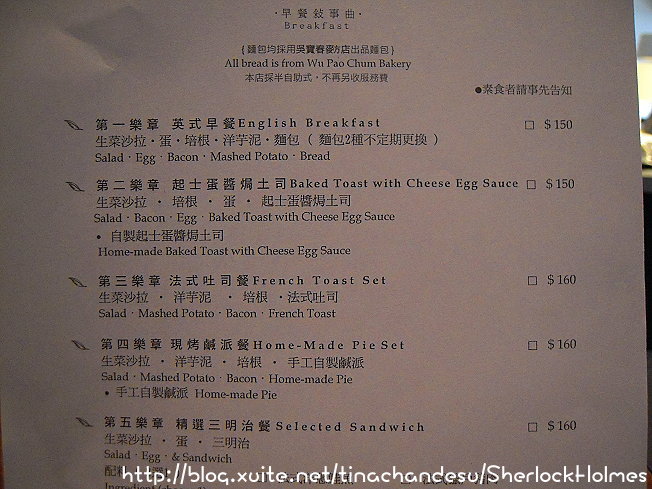 ·早餐敍事曲·
Breakfast
{麵包均採用吳寶春麥方店出品麵包}
All bread is from Wu Pao Chum Bakery
本店採半自助式，不再另收服務費
●素食者請事先告知
第一樂章 英式早餐English Breakfast □ $150
生菜沙拉·蛋·培根·洋芋泥·麵包 ( 麵包2種不定期更換 )
Salad · Egg · Bacon · Mashed Potato · Bread
第二樂章 起士蛋醬焗土司Baked Toast with Cheese Egg Sauce □ $150
生菜沙拉 · 培根 · 蛋 · 起士蛋醬焗土司
Salad · Bacon · Egg · Baked Toast with Cheese Egg Sauce
• 自製起士蛋醬焗土司
Home-made Baked Toast with Cheese Egg Sauce
第三樂章 法式吐司餐French Toast Set □ $160
生菜沙拉 · 洋芋泥 · 培根 ·法式吐司
Salad · Mashed Potato · Bacon · French Toast
第四樂章 現烤鹹派餐Home-Made Pie Set □ $160
生菜沙拉 · 洋芋泥 · 培根 · 手工自製鹹派
Salad · Mashed Potato · Bacon · Home-made Pie
• 手工自製鹹派 Home-made Pie
第五樂章 精選三明治餐Selected Sandwich □ $160
生菜沙拉 · 蛋 · 三明治
Salad · Egg · & Sandwich
配料
http://blog.xuite.net/tinachandesu/SherlockHolmes
Ingredient